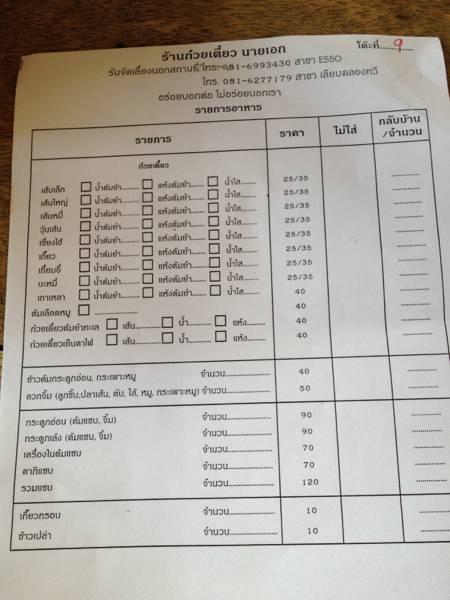 ร้านก๋วยเตี๋ยว นายเอก
โต๊ะที่.....9
รับจัดเลี้ยงนอกสถานที่ โทร. 081-6993430 สาขา ESSO
โทร. 081-6277179 สาขา เลียบคลองทวี
อร่อยบอกต่อ ไม่อร่อยบอกเรา
รายการอาหาร
รายการ ราคา ไม่ใส่ กลับบ้าน/จำนวน
ก๋วยเตี๋ยว
เส้นเล็ก น้ำต้มยำ........ แห้งต้มยำ........ น้ำใส........ 25/35
เส้นใหญ่ น้ำต้มยำ........ แห้งต้มยำ........ น้ำใส........ 25/35
เส้นหมี่ น้ำต้มยำ........ แห้งต้มยำ........ น้ำใส........ 25/35
วุ้นเส้น น้ำต้มยำ........ แห้งต้มยำ........ น้ำใส........ 25/35
เซี่ยงไฮ้ น้ำต้มยำ........ แห้งต้มยำ........ น้ำใส........ 25/35
เกี๊ยว น้ำต้มยำ........ แห้งต้มยำ........ น้ำใส........ 25/35
เกี้ยมอี๋ น้ำต้มยำ........ แห้งต้มยำ........ น้ำใส........ 25/35
บะหมี่ น้ำต้มยำ........ แห้งต้มยำ........ น้ำใส........ 25/35
เกาเหลา น้ำต้มยำ........ แห้งต้มยำ........ น้ำใส........ 40
ต้มเลือดหมู .................. 40
ก๋วยเตี๋ยวต้มยำทะเล เส้น.......... น้ำ.......... แห้ง.......... 40
ก๋วยเตี๋ยวเย็นตาโฟ เส้น.......... น้ำ.......... แห้ง.......... 40
ข้าวต้มกระดูกอ่อน, กระเพาะหมู จำนวน.................. 40
ลวกจิ้ม (ลูกชิ้น,ปลาเส้น, ตับ, ไส้, หมู, กระเพาะหมู) จำนวน............ 50
กระดูกอ่อน (ต้มแซบ, จิ้ม) จำนวน.................. 90
กระดูกเล้ง (ต้มแซบ, จิ้ม) จำนวน.................. 90
เครื่องในต้มแซบ จำนวน.................. 70
คากิแซบ จำนวน.................. 70
รวมแซบ จำนวน.................. 120
เกี๊ยวกรอบ จำนวน.................. 10
ข้าวเปล่า จำนวน.................. 10